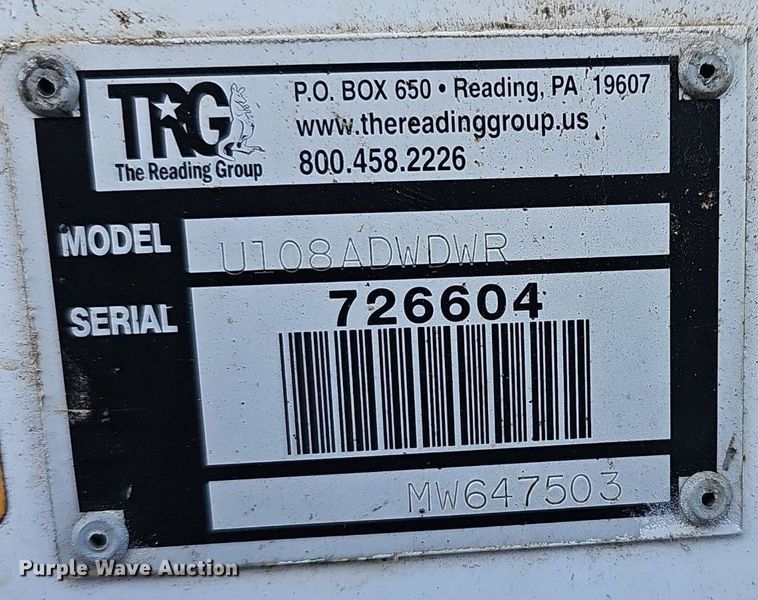 TRG
The Reading Group
P.O. BOX 650 • Reading, PA 19607
www.thereadinggroup.us
800.458.2226
MODEL U108ADWDWR
SERIAL 726604
MW647503
Purple Wave Auction